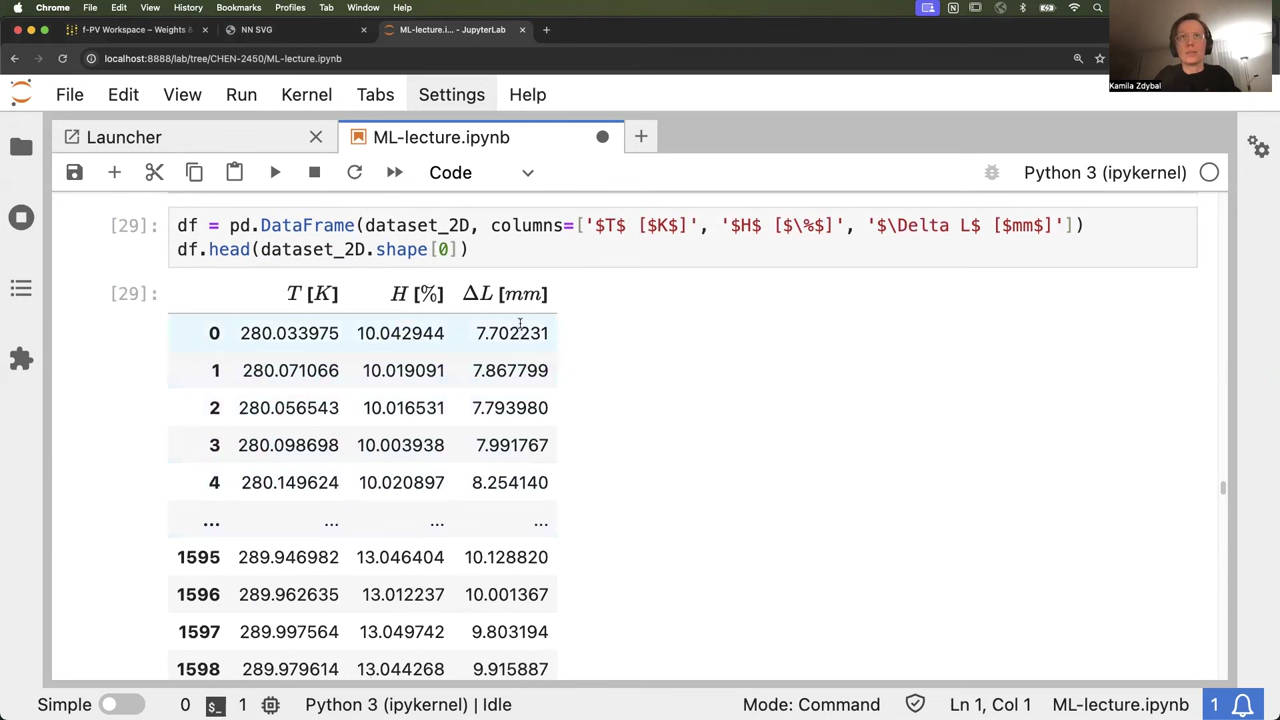 Chrome File Edit View History Bookmarks Profiles Tab Window Help
f-PV Workspace – Weights & NN SVG ML-lecture.i... - JupyterLab
localhost:8888/lab/tree/CHEN-2450/ML-lecture.ipynb
Kamila Zdybal
File Edit View Run Kernel Tabs Settings Help
Launcher ML-lecture.ipynb
Code Python 3 (ipykernel)
[29]: df = pd.DataFrame(dataset_2D, columns=['$T$ [$K$]', '$H$ [$\%$]', '$\Delta L$ [$mm$]'])
df.head(dataset_2D.shape[0])
[29]: T [K] H [%] ΔL [mm]
0 280.033975 10.042944 7.702231
1 280.071066 10.019091 7.867799
2 280.056543 10.016531 7.793980
3 280.098698 10.003938 7.991767
4 280.149624 10.020897 8.254140
... ... ... ...
1595 289.946982 13.046404 10.128820
1596 289.962635 13.012237 10.001367
1597 289.997564 13.049742 9.803194
1598 289.979614 13.044268 9.915887
Simple 0 $_ 1 Python 3 (ipykernel) | Idle Mode: Command Ln 1, Col 1 ML-lecture.ipynb 1